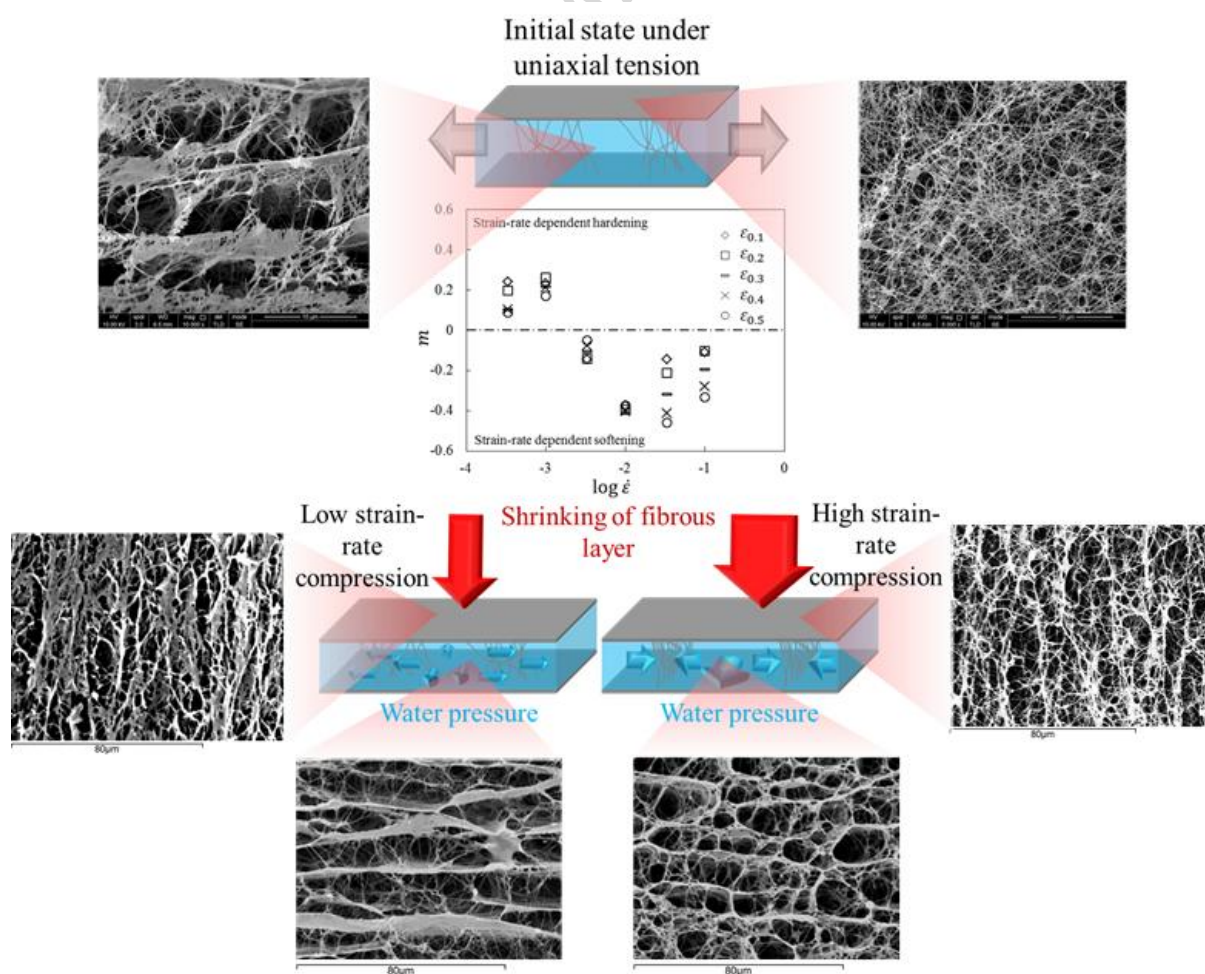 Initial state under
uniaxial tension
0.6
0.4
0.2
0
-0.2
-0.4
-0.6
m
Strain-rate dependent hardening
ε0.1
ε0.2
ε0.3
ε0.4
ε0.5
Strain-rate dependent softening
-4
-3
-2
-1
0
log ε̇
Low strain-
rate
compression
Shrinking of fibrous
layer
High strain-
rate
compression
Water pressure
Water pressure
80µm
80µm
80µm
80µm